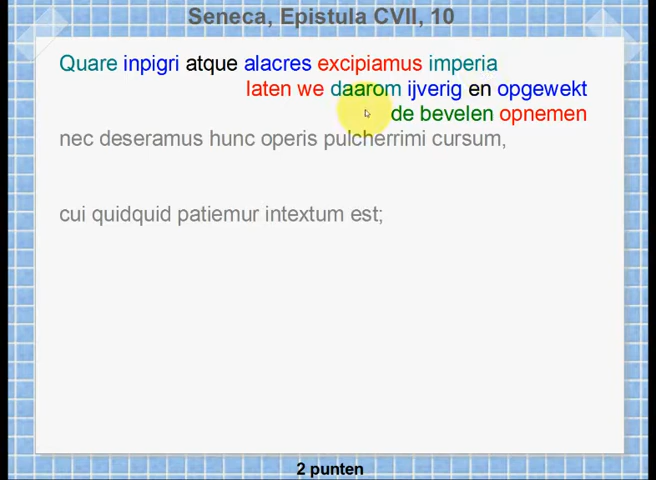 Seneca, Epistula CVII, 10
Quare inpigri atque alacres excipiamus imperia
laten we daarom ijverig en opgewekt
de bevelen opnemen
nec deseramus hunc operis pulcherrimi cursum,
cui quidquid patiemur intextum est;
2 punten